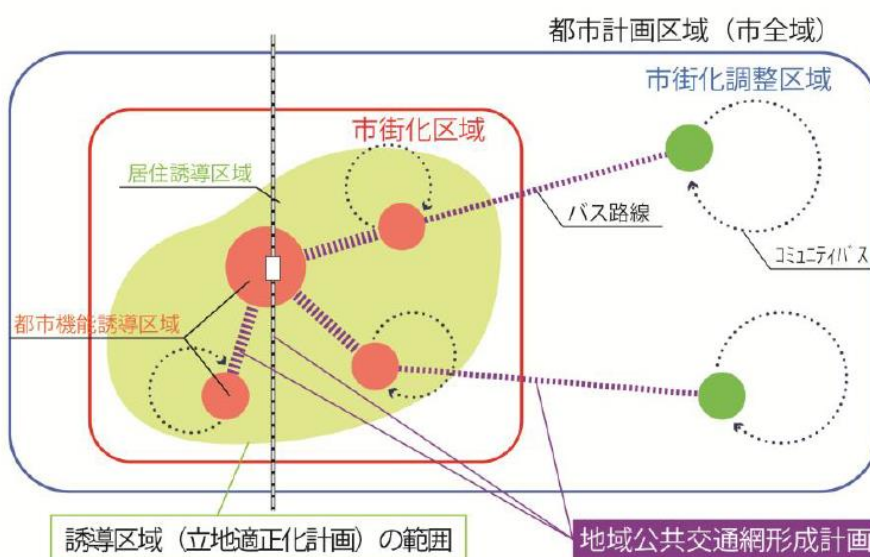 都市計画区域（市全域）
市街化調整区域
市街化区域
居住誘導区域
バス路線
コミュニティバス
都市機能誘導区域
誘導区域（立地適正化計画）の範囲
地域公共交通網形成計画